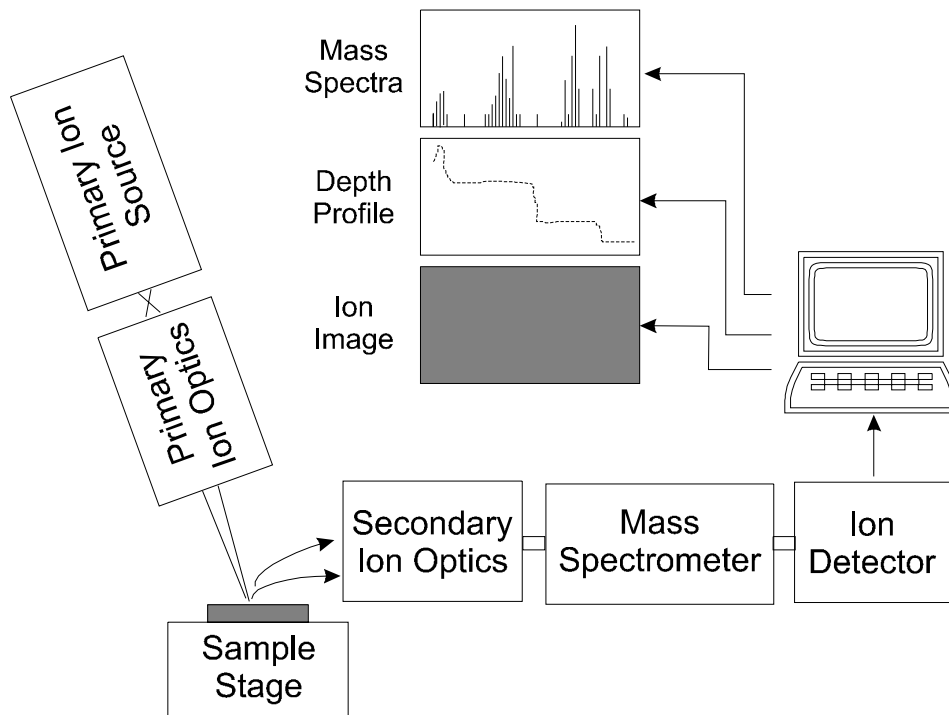 Mass
Spectra
Depth
Profile
Ion
Image
Primary Ion
Source
Primary
Ion Optics
Secondary
Ion Optics
Mass
Spectrometer
Ion
Detector
Sample
Stage